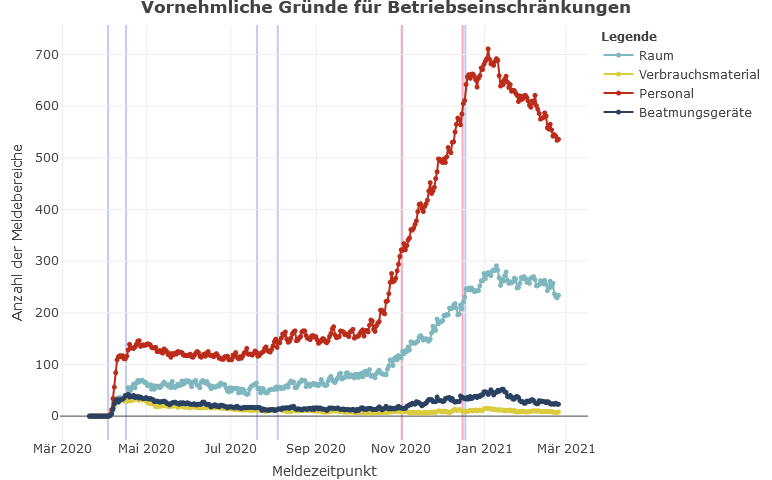 Vornehmliche Gründe für Betriebseinschränkungen
Legende
Raum
Verbrauchsmaterial
Personal
Beatmungsgeräte
Anzahl der Meldebereiche
700
600
500
400
300
200
100
0
Mär 2020 Mai 2020 Jul 2020 Sep 2020 Nov 2020 Jan 2021 Mär 2021
Meldezeitpunkt